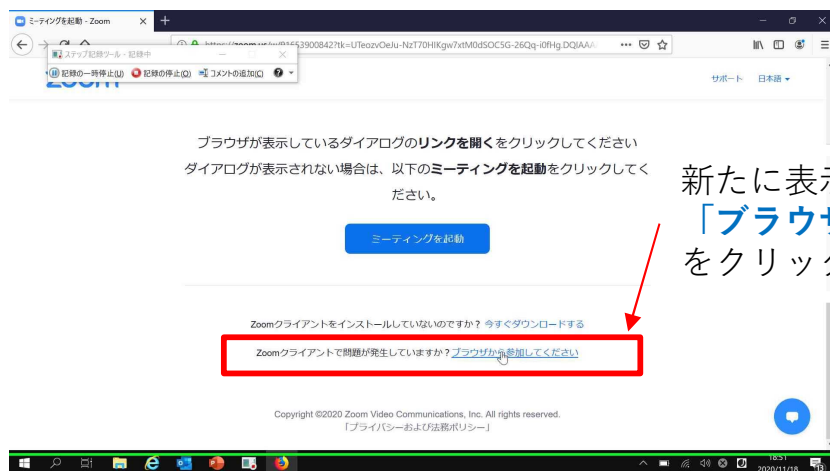 ミーティングを起動 - Zoom
ステップ記録ツール - 記録中
記録の一時停止(U) 記録の停止(O) コメントの追加(C)
サポート 日本語
ブラウザが表示しているダイアログのリンクを開くをクリックしてください
ダイアログが表示されない場合は、以下のミーティングを起動をクリックしてく
ださい。
ミーティングを起動
新たに表
「ブラウ
をクリッ
Zoomクライアントをインストールしていないのですか？ 今すぐダウンロードする
Zoomクライアントで問題が発生していますか？ブラウザから参加してください
Copyright ©2020 Zoom Video Communications, Inc. All rights reserved.
「プライバシーおよび法務ポリシー」
18:51
2020/11/18